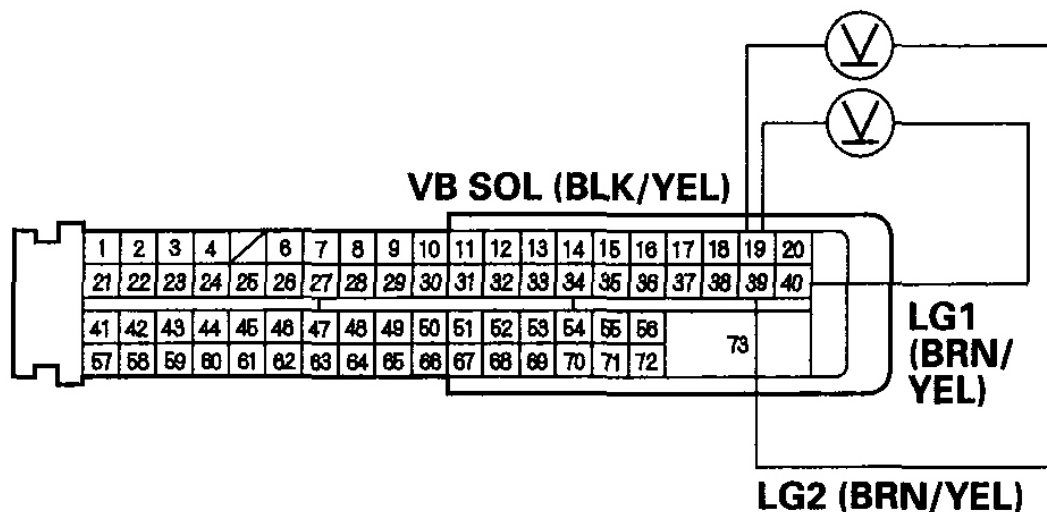 V
V
VB SOL (BLK/YEL)
1 2 3 4 6 7 8 9 10 11 12 13 14 15 16 17 18 19 20
21 22 23 24 25 26 27 28 29 30 31 32 33 34 35 36 37 38 39 40
41 42 43 44 45 46 47 48 49 50 51 52 53 54 55 56
73
57 58 59 60 61 62 63 64 65 66 67 68 69 70 71 72
LG1
(BRN/
YEL)
LG2 (BRN/YEL)